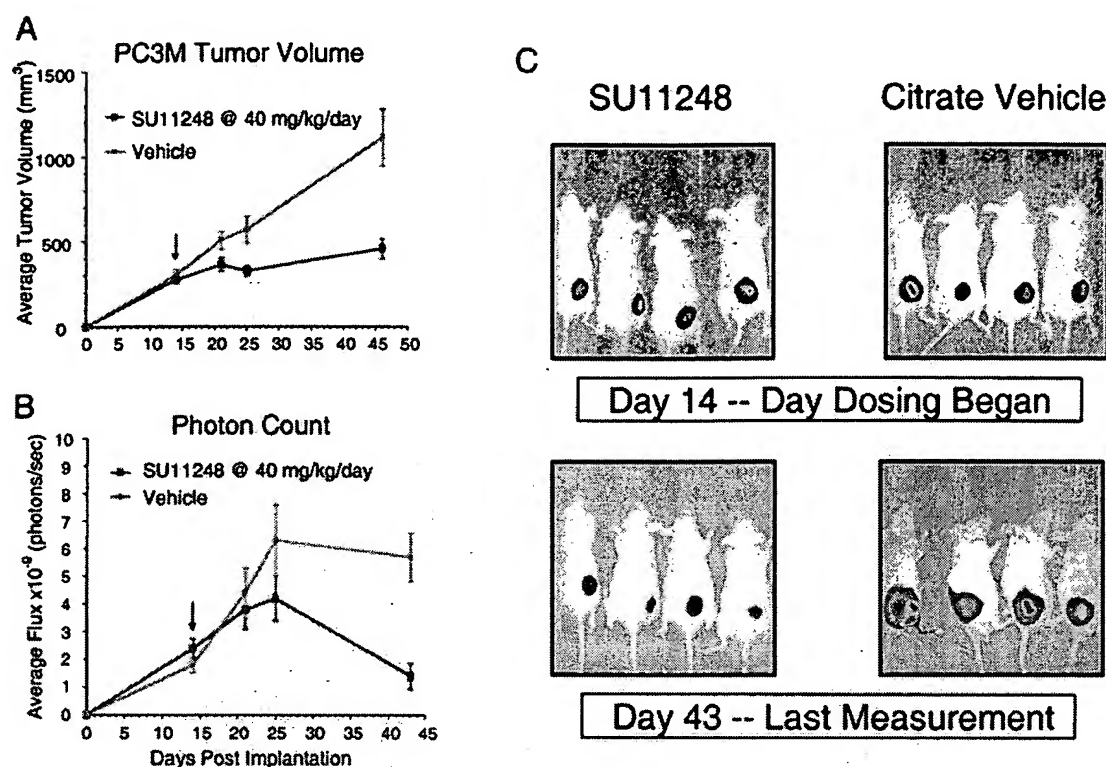 A
PC3M Tumor Volume
Average Tumor Volume (mm³)
1500
1000
500
0
SU11248 @ 40 mg/kg/day
Vehicle
0 5 10 15 20 25 30 35 40 45 50
B
Photon Count
Average Flux x10⁻⁹ (photons/sec)
10
9
8
7
6
5
4
3
2
1
0
SU11248 @ 40 mg/kg/day
Vehicle
0 5 10 15 20 25 30 35 40 45
Days Post Implantation
C
SU11248 Citrate Vehicle
Day 14 -- Day Dosing Began
Day 43 -- Last Measurement